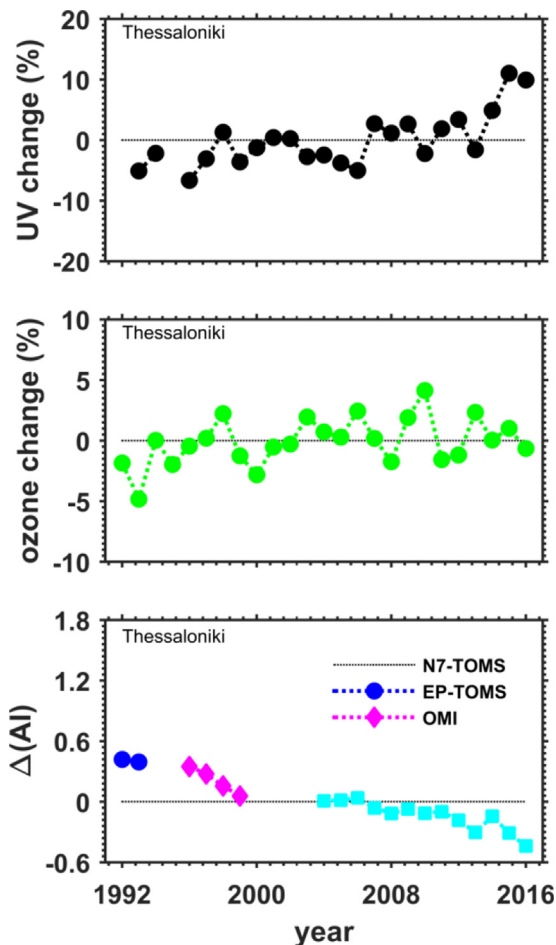 20
Thessaloniki
10
0
-10
-20
UV change (%)
10
Thessaloniki
5
0
-5
-10
ozone change (%)
1.8
Thessaloniki
1.2
0.6
0
-0.6
Δ(AI)
N7-TOMS
EP-TOMS
OMI
1992 2000 2008 2016
year